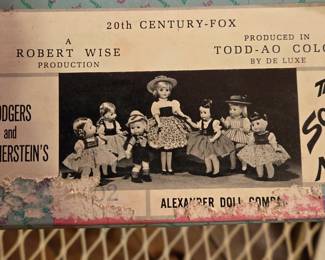 20th CENTURY-FOX
A
ROBERT WISE
PRODUCTION
PRODUCED IN
TODD-AO COLO
BY DE LUXE
ODGERS
and
ERSTEIN'S
ALEXANDER DOLL COMPA